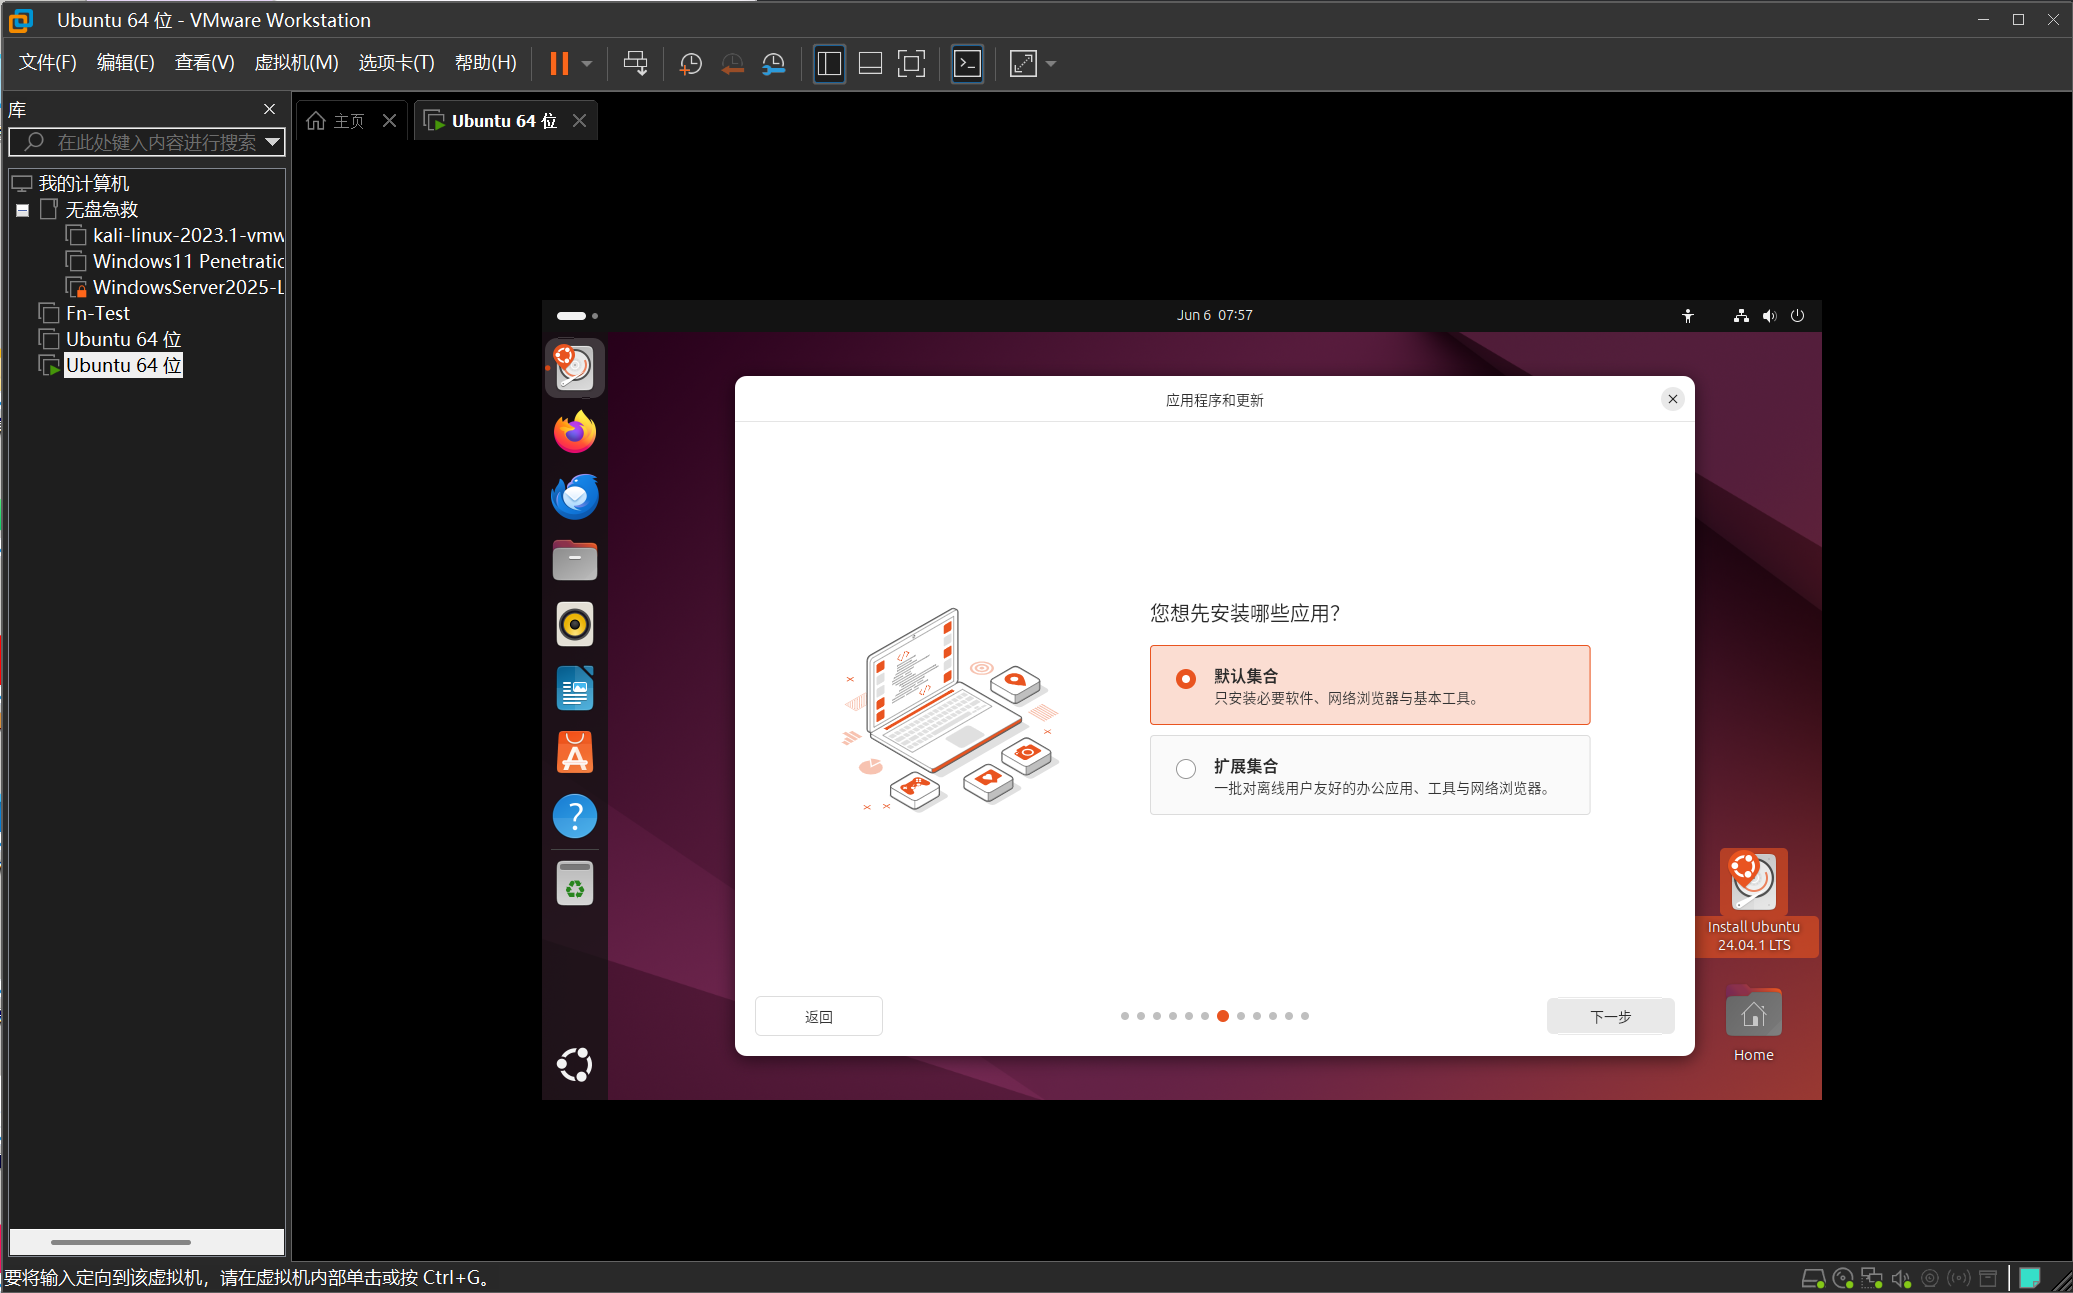 Ubuntu 64 位 - VMware Workstation
文件(F) 编辑(E) 查看(V) 虚拟机(M) 选项卡(T) 帮助(H)
库
在此处键入内容进行搜索
我的计算机
无盘急救
kali-linux-2023.1-vmw
Windows11 Penetratio
WindowsServer2025-L
Fn-Test
Ubuntu 64 位
Ubuntu 64 位
主页
Ubuntu 64 位
Jun 6 07:57
应用程序和更新
您想先安装哪些应用?
默认集合
只安装必要软件、网络浏览器与基本工具。
扩展集合
一批对离线用户友好的办公应用、工具与网络浏览器。
返回
下一步
Install Ubuntu
24.04.1 LTS
Home
要将输入定向到该虚拟机，请在虚拟机内部单击或按 Ctrl+G。